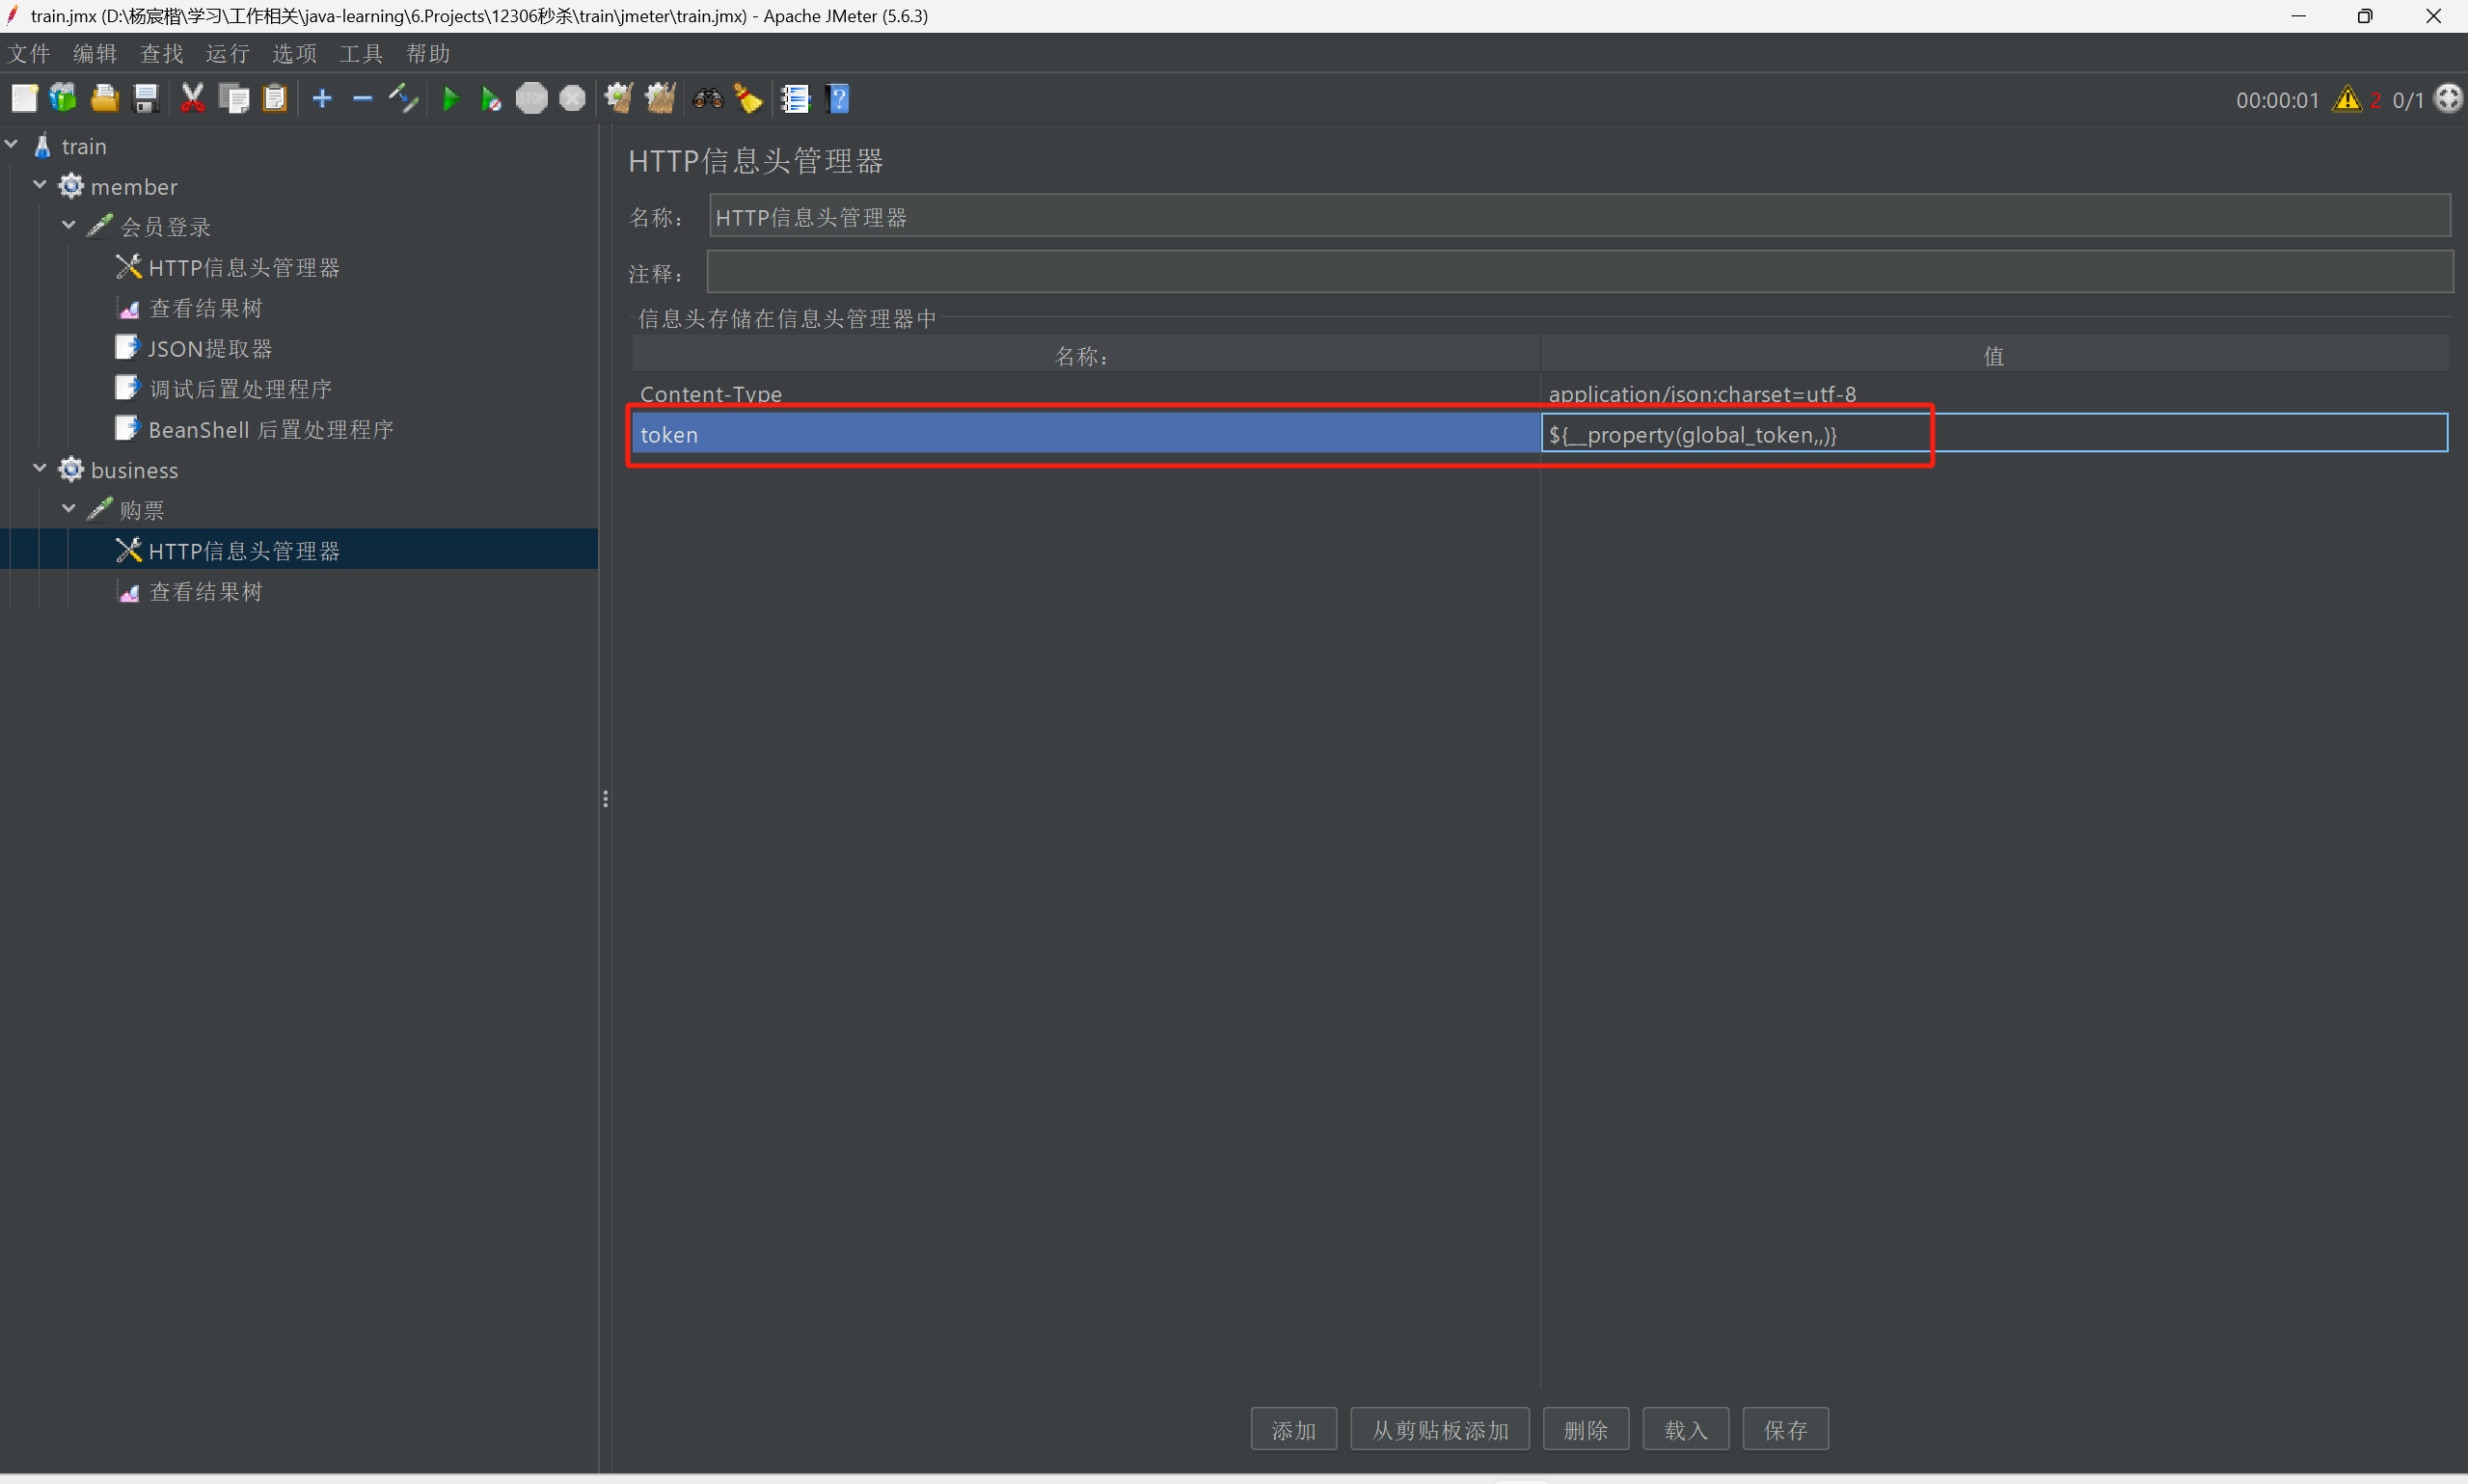 train.jmx (D:\杨宸楷\学习\工作相关\java-learning\6.Projects\12306秒杀\train\jmeter\train.jmx) - Apache JMeter (5.6.3)
文件 编辑 查找 运行 选项 工具 帮助
STOP
00:00:01 2 0/1
train
member
会员登录
HTTP信息头管理器
查看结果树
JSON提取器
调试后置处理程序
BeanShell 后置处理程序
business
购票
HTTP信息头管理器
查看结果树
HTTP信息头管理器
名称： HTTP信息头管理器
注释：
信息头存储在信息头管理器中
名称： 值
Content-Type application/json;charset=utf-8
token ${__property(global_token,,)}
添加 从剪贴板添加 删除 载入 保存